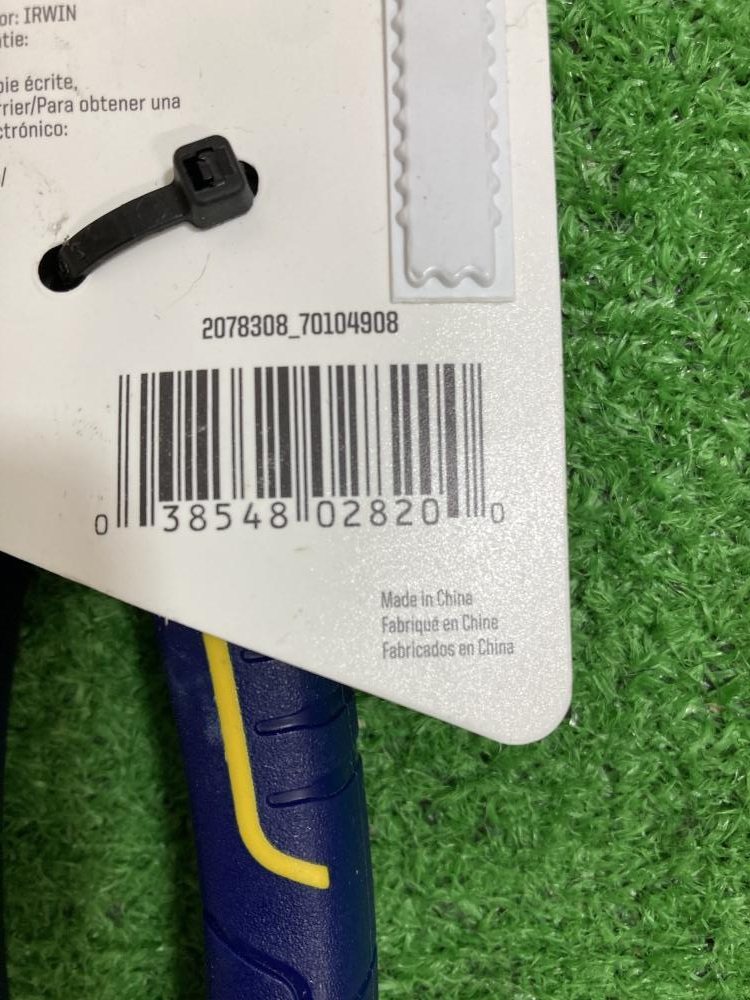 or: IRWIN
tie:
pie écrite,
rrier/Para obtener una
ctrónico:
/
2078308_70104908
0 38548 02820 0
Made in China
Fabriqué en Chine
Fabricados en China